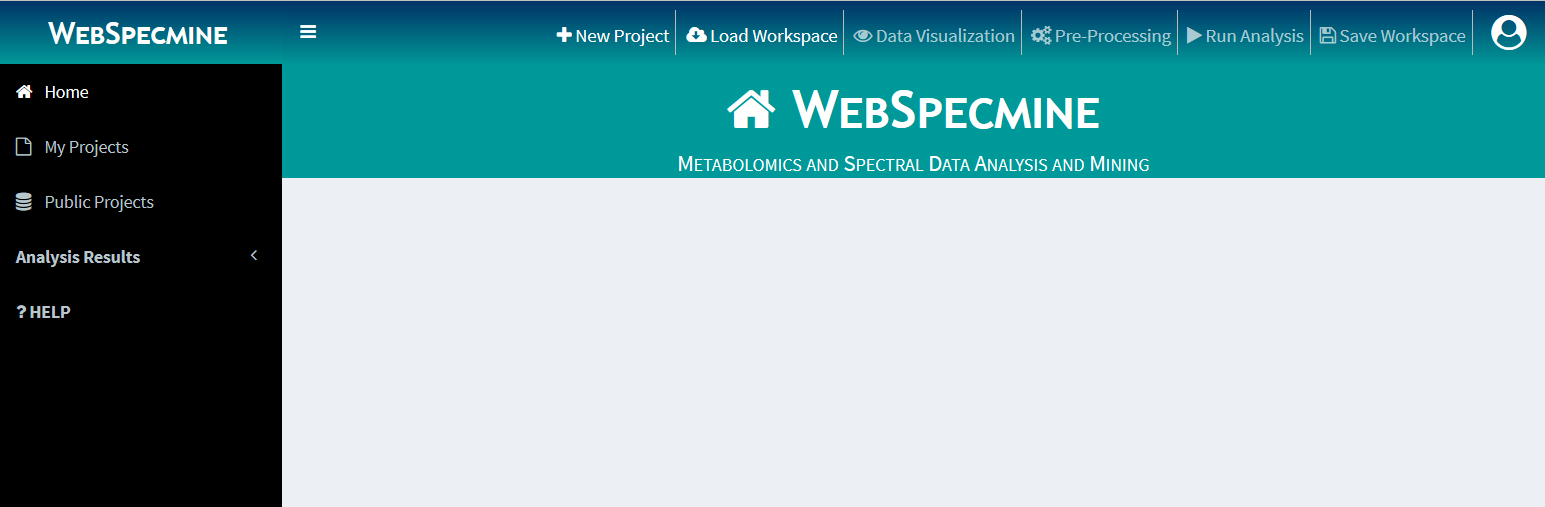 WEBSPECMINE
New Project Load Workspace Data Visualization Pre-Processing Run Analysis Save Workspace
Home
My Projects
Public Projects
Analysis Results
? HELP
WEBSPECMINE
METABOLOMICS AND SPECTRAL DATA ANALYSIS AND MINING